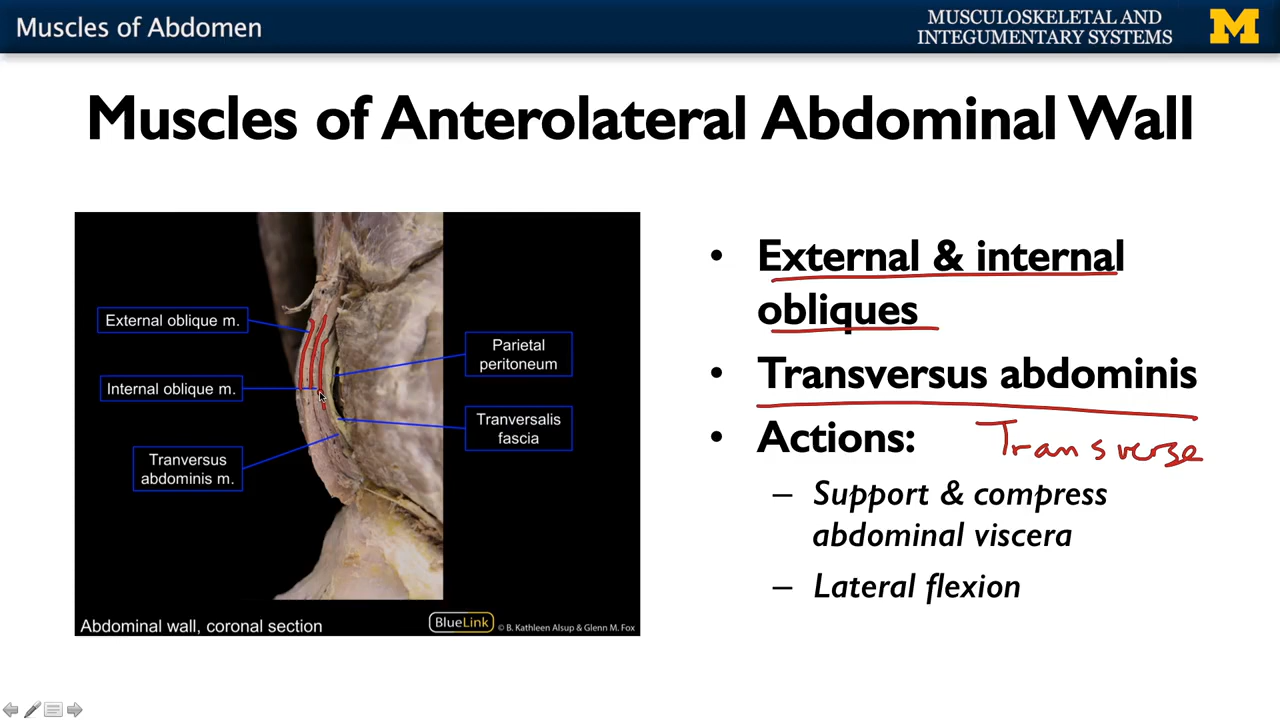 Muscles of Abdomen
MUSCULOSKELETAL AND
INTEGUMENTARY SYSTEMS
M
Muscles of Anterolateral Abdominal Wall
External oblique m.
Internal oblique m.
Tranversus
abdominis m.
Parietal
peritoneum
Tranversalis
fascia
Abdominal wall, coronal section
BlueLink
© B. Kathleen Alsup & Glenn M. Fox
• External & internal
obliques
• Transversus abdominis
• Actions:
Transverse
– Support & compress
abdominal viscera
– Lateral flexion